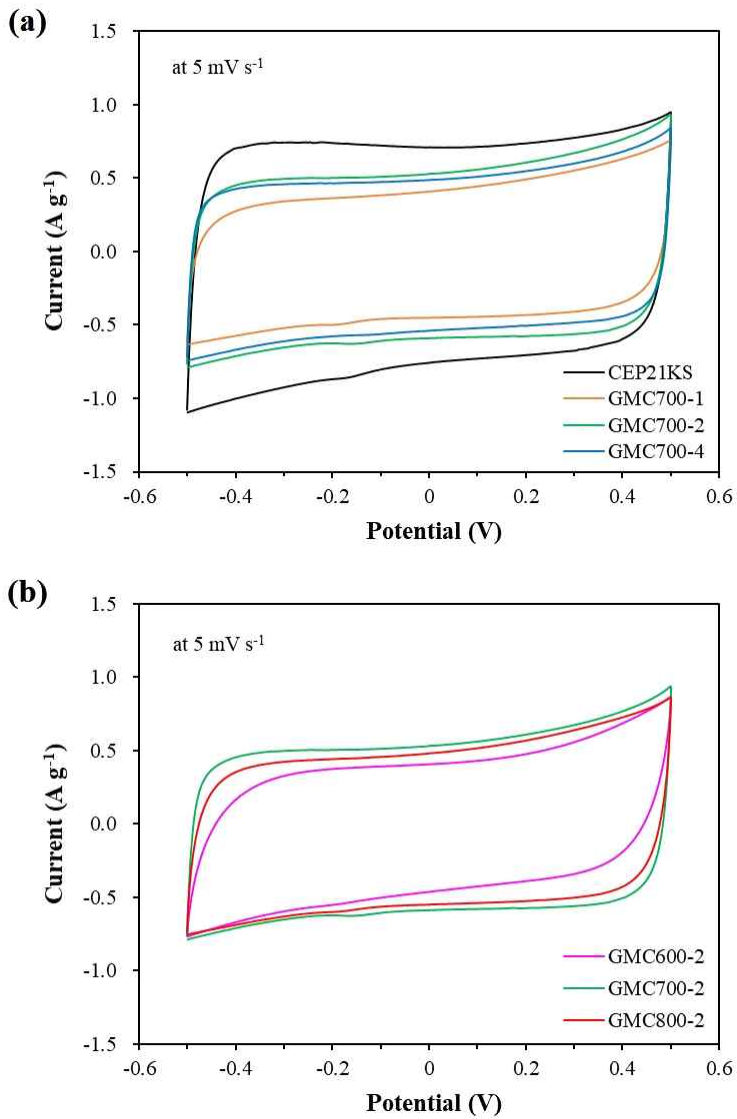 (a)
1.5
at 5 mV s-1
1.0
0.5
0.0
-0.5
-1.0
-1.5
Current (A g-1)
CEP21KS
GMC700-1
GMC700-2
GMC700-4
-0.6 -0.4 -0.2 0 0.2 0.4 0.6
Potential (V)
(b)
1.5
at 5 mV s-1
1.0
0.5
0.0
-0.5
-1.0
-1.5
Current (A g-1)
GMC600-2
GMC700-2
GMC800-2
-0.6 -0.4 -0.2 0 0.2 0.4 0.6
Potential (V)